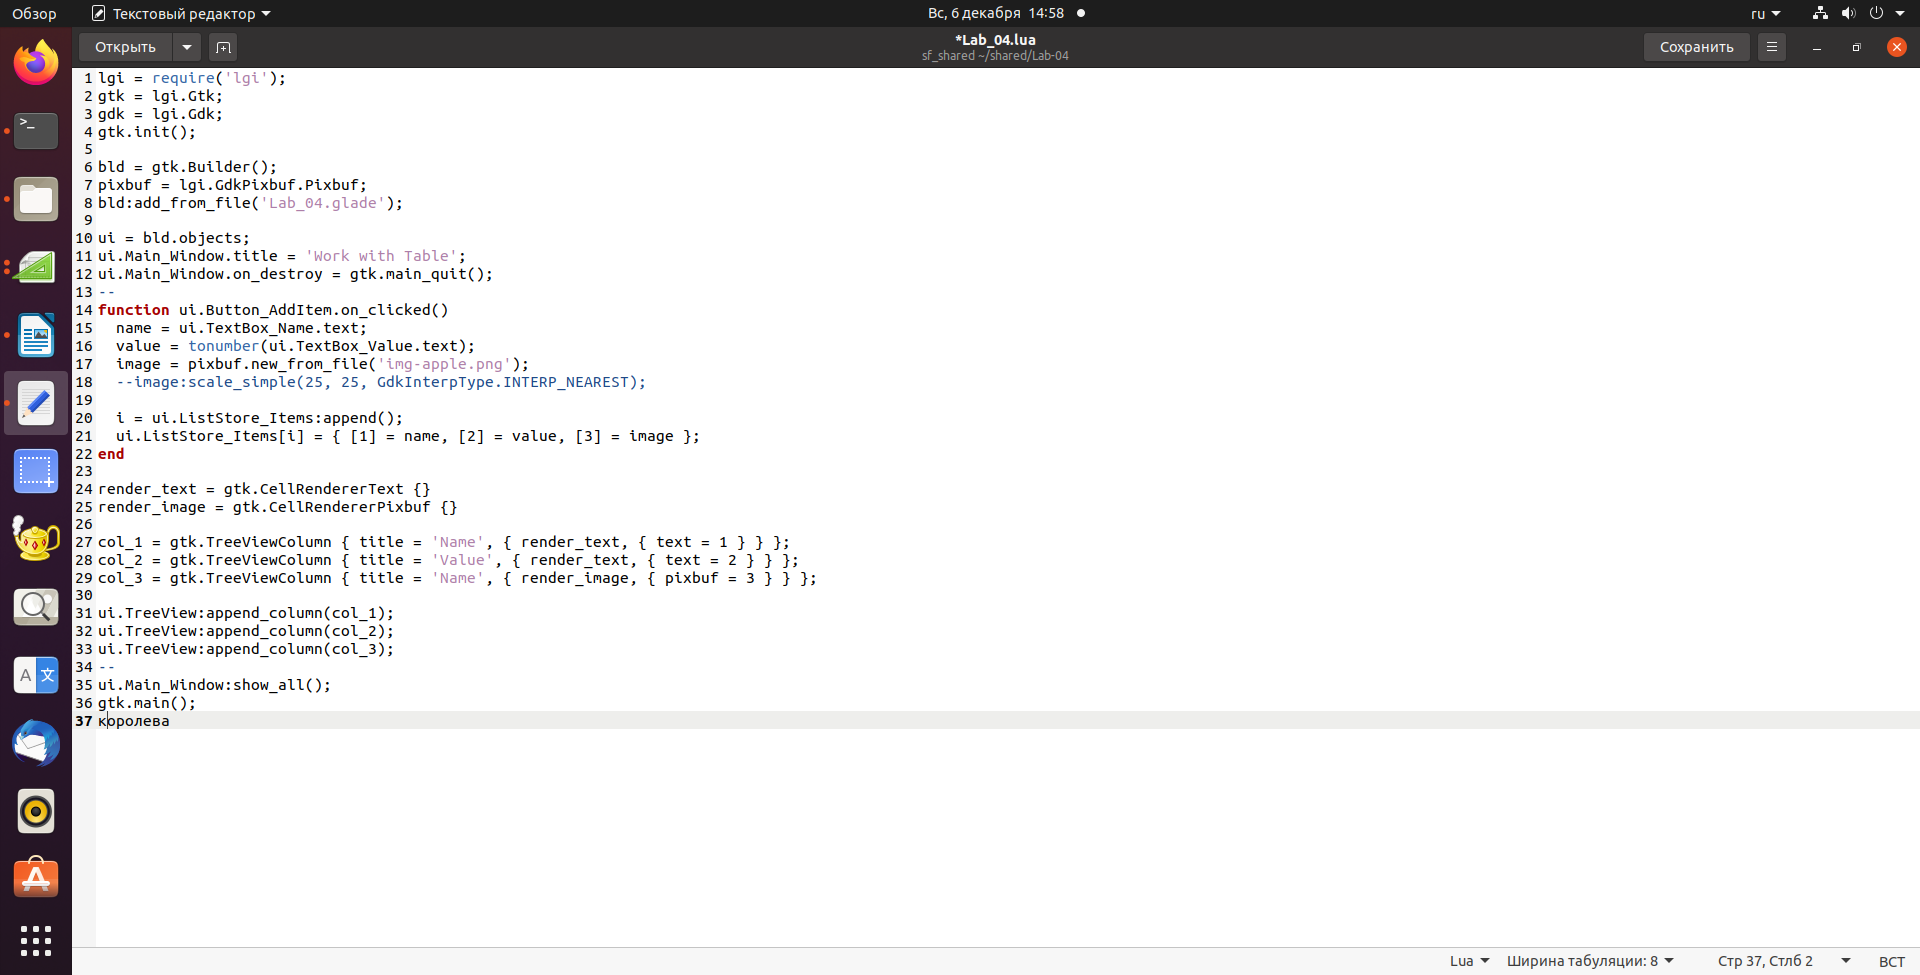 Обзор
Текстовый редактор
Вс, 6 декабря 14:58
ru
Открыть
*Lab_04.lua
sf_shared ~/shared/Lab-04
Сохранить
1 lgi = require('lgi');
2 gtk = lgi.Gtk;
3 gdk = lgi.Gdk;
4 gtk.init();
5
6 bld = gtk.Builder();
7 pixbuf = lgi.GdkPixbuf.Pixbuf;
8 bld:add_from_file('Lab_04.glade');
9
10 ui = bld.objects;
11 ui.Main_Window.title = 'Work with Table';
12 ui.Main_Window.on_destroy = gtk.main_quit();
13 --
14 function ui.Button_AddItem.on_clicked()
15   name = ui.TextBox_Name.text;
16   value = tonumber(ui.TextBox_Value.text);
17   image = pixbuf.new_from_file('img-apple.png');
18   --image:scale_simple(25, 25, GdkInterpType.INTERP_NEAREST);
19
20   i = ui.ListStore_Items:append();
21   ui.ListStore_Items[i] = { [1] = name, [2] = value, [3] = image };
22 end
23
24 render_text = gtk.CellRendererText {}
25 render_image = gtk.CellRendererPixbuf {}
26
27 col_1 = gtk.TreeViewColumn { title = 'Name', { render_text, { text = 1 } } };
28 col_2 = gtk.TreeViewColumn { title = 'Value', { render_text, { text = 2 } } };
29 col_3 = gtk.TreeViewColumn { title = 'Name', { render_image, { pixbuf = 3 } } };
30
31 ui.TreeView:append_column(col_1);
32 ui.TreeView:append_column(col_2);
33 ui.TreeView:append_column(col_3);
34 --
35 ui.Main_Window:show_all();
36 gtk.main();
37 королева
Lua
Ширина табуляции: 8
Стр 37, Стлб 2
ВСТ